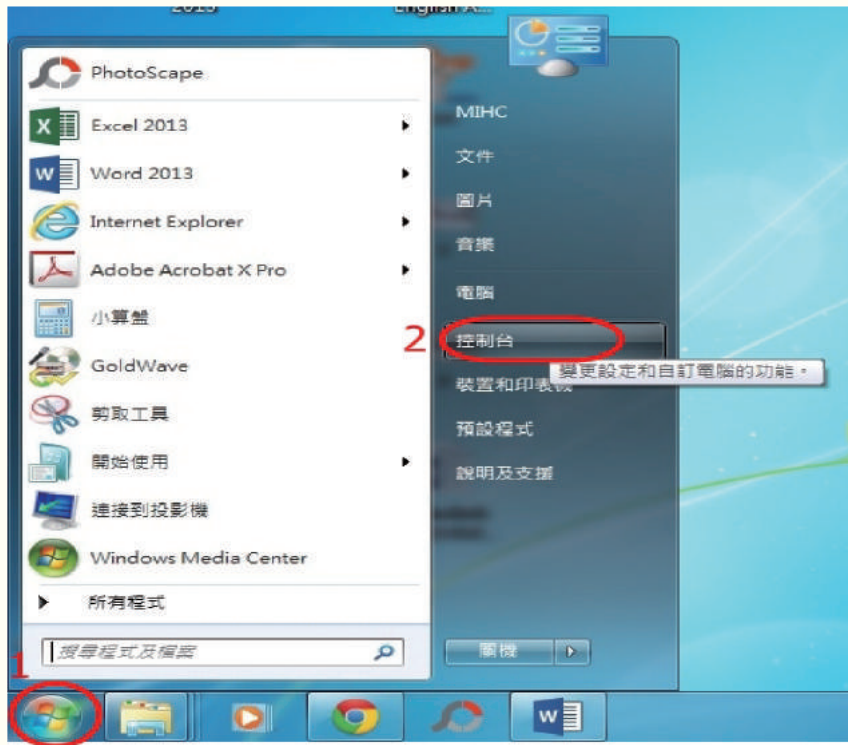 2013
English A...
PhotoScape
Excel 2013
Word 2013
Internet Explorer
Adobe Acrobat X Pro
小算盤
GoldWave
剪取工具
開始使用
連接到投影機
Windows Media Center
所有程式
搜尋程式及檔案
MIHC
文件
圖片
音樂
電腦
2
控制台
變更設定和自訂電腦的功能。
裝置和印表機
預設程式
說明及支援
關機
1